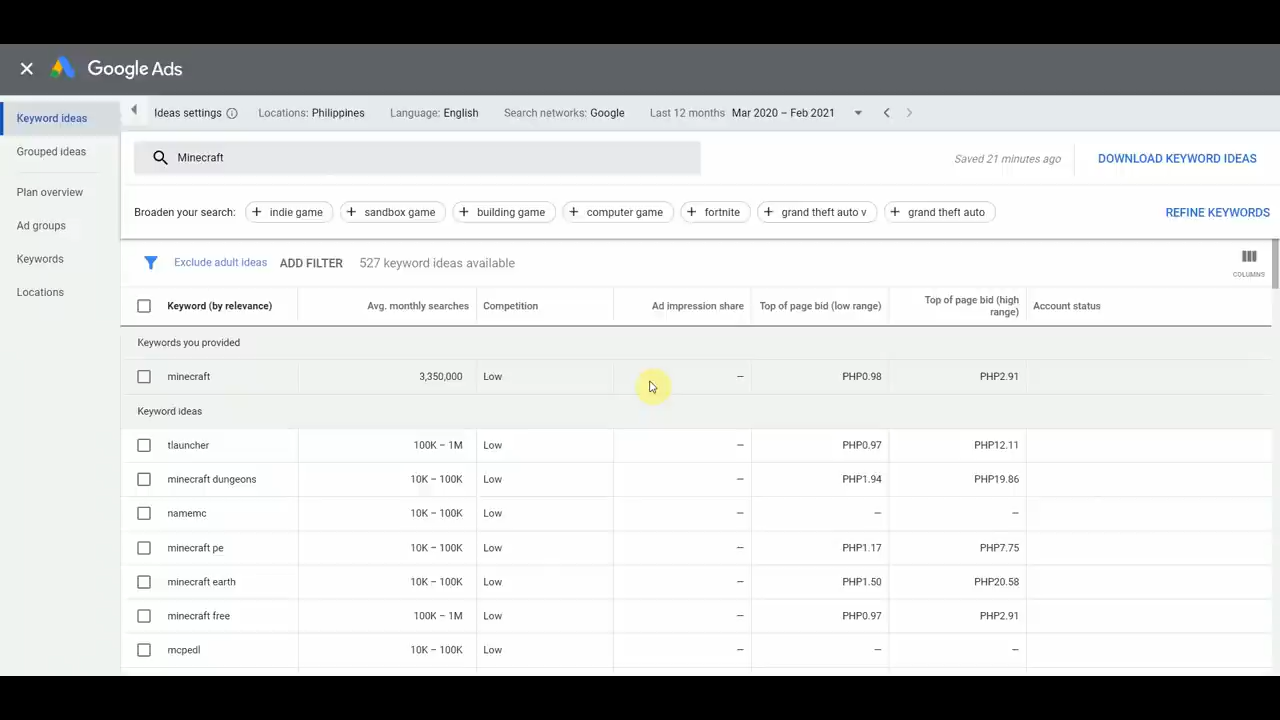 Google Ads
Keyword ideas
Grouped ideas
Plan overview
Ad groups
Keywords
Locations
Ideas settings Locations: Philippines Language: English Search networks: Google Last 12 months Mar 2020 – Feb 2021
Minecraft Saved 21 minutes ago DOWNLOAD KEYWORD IDEAS
Broaden your search: + indie game + sandbox game + building game + computer game + fortnite + grand theft auto v + grand theft auto REFINE KEYWORDS
Exclude adult ideas ADD FILTER 527 keyword ideas available COLUMNS
Keyword (by relevance) Avg. monthly searches Competition Ad impression share Top of page bid (low range) Top of page bid (high range) Account status
Keywords you provided
minecraft 3,350,000 Low – PHP0.98 PHP2.91
Keyword ideas
tlauncher 100K – 1M Low – PHP0.97 PHP12.11
minecraft dungeons 10K – 100K Low – PHP1.94 PHP19.86
namemc 10K – 100K Low – – –
minecraft pe 10K – 100K Low – PHP1.17 PHP7.75
minecraft earth 10K – 100K Low – PHP1.50 PHP20.58
minecraft free 100K – 1M Low – PHP0.97 PHP2.91
mcpedl 10K – 100K Low – – –